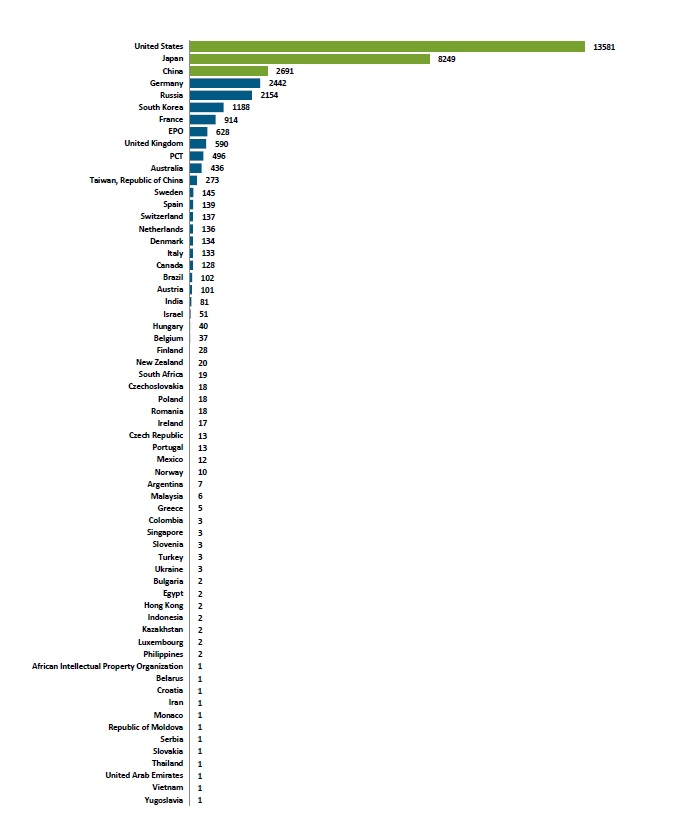 United States 13581
Japan 8249
China 2691
Germany 2442
Russia 2154
South Korea 1188
France 914
EPO 628
United Kingdom 590
PCT 496
Australia 436
Taiwan, Republic of China 273
Sweden 145
Spain 139
Switzerland 137
Netherlands 136
Denmark 134
Italy 133
Canada 128
Brazil 102
Austria 101
India 81
Israel 51
Hungary 40
Belgium 37
Finland 28
New Zealand 20
South Africa 19
Czechoslovakia 18
Poland 18
Romania 18
Ireland 17
Czech Republic 13
Portugal 13
Mexico 12
Norway 10
Argentina 7
Malaysia 6
Greece 5
Colombia 3
Singapore 3
Slovenia 3
Turkey 3
Ukraine 3
Bulgaria 2
Egypt 2
Hong Kong 2
Indonesia 2
Kazakhstan 2
Luxembourg 2
Philippines 2
African Intellectual Property Organization 1
Belarus 1
Croatia 1
Iran 1
Monaco 1
Republic of Moldova 1
Serbia 1
Slovakia 1
Thailand 1
United Arab Emirates 1
Vietnam 1
Yugoslavia 1